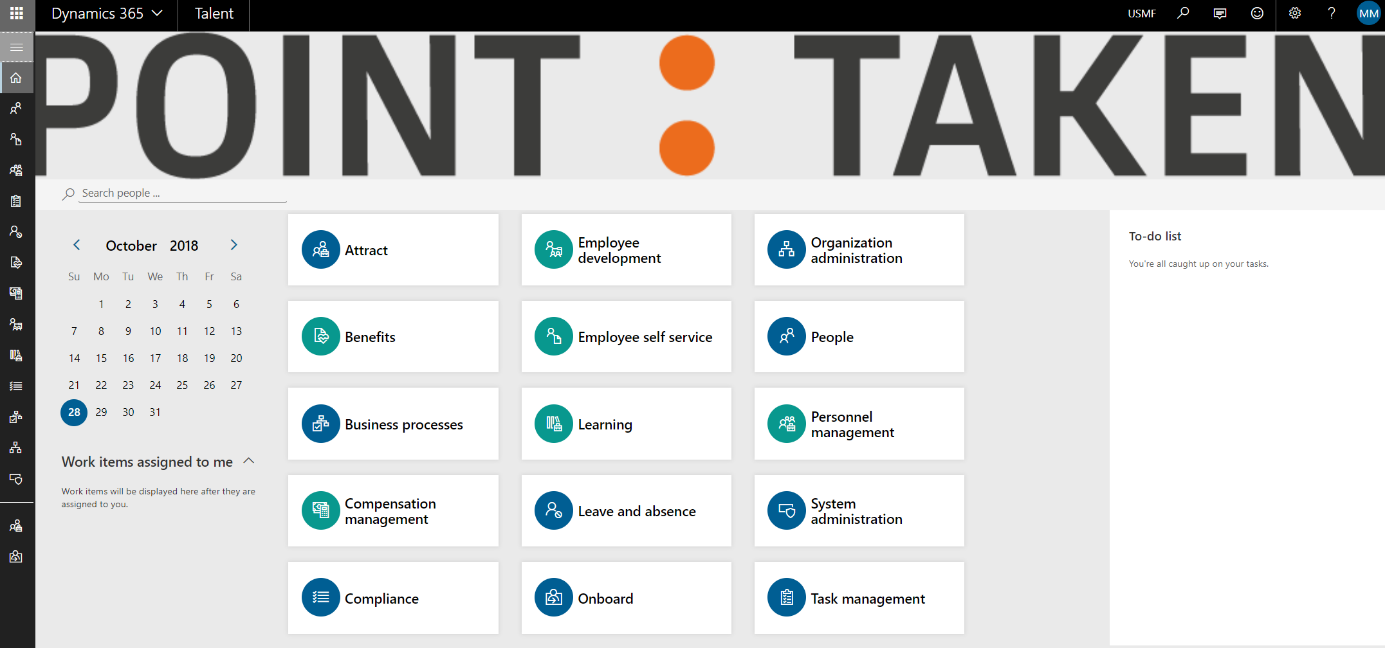 Dynamics 365
Talent
USMF
MM
POINT : TAKEN
Search people ...
October 2018
Su Mo Tu We Th Fr Sa
1 2 3 4 5 6
7 8 9 10 11 12 13
14 15 16 17 18 19 20
21 22 23 24 25 26 27
28 29 30 31
Work items assigned to me
Work items will be displayed here after they are
assigned to you.
Attract
Employee
development
Organization
administration
Benefits
Employee self service
People
Business processes
Learning
Personnel
management
Compensation
management
Leave and absence
System
administration
Compliance
Onboard
Task management
To-do list
You're all caught up on your tasks.